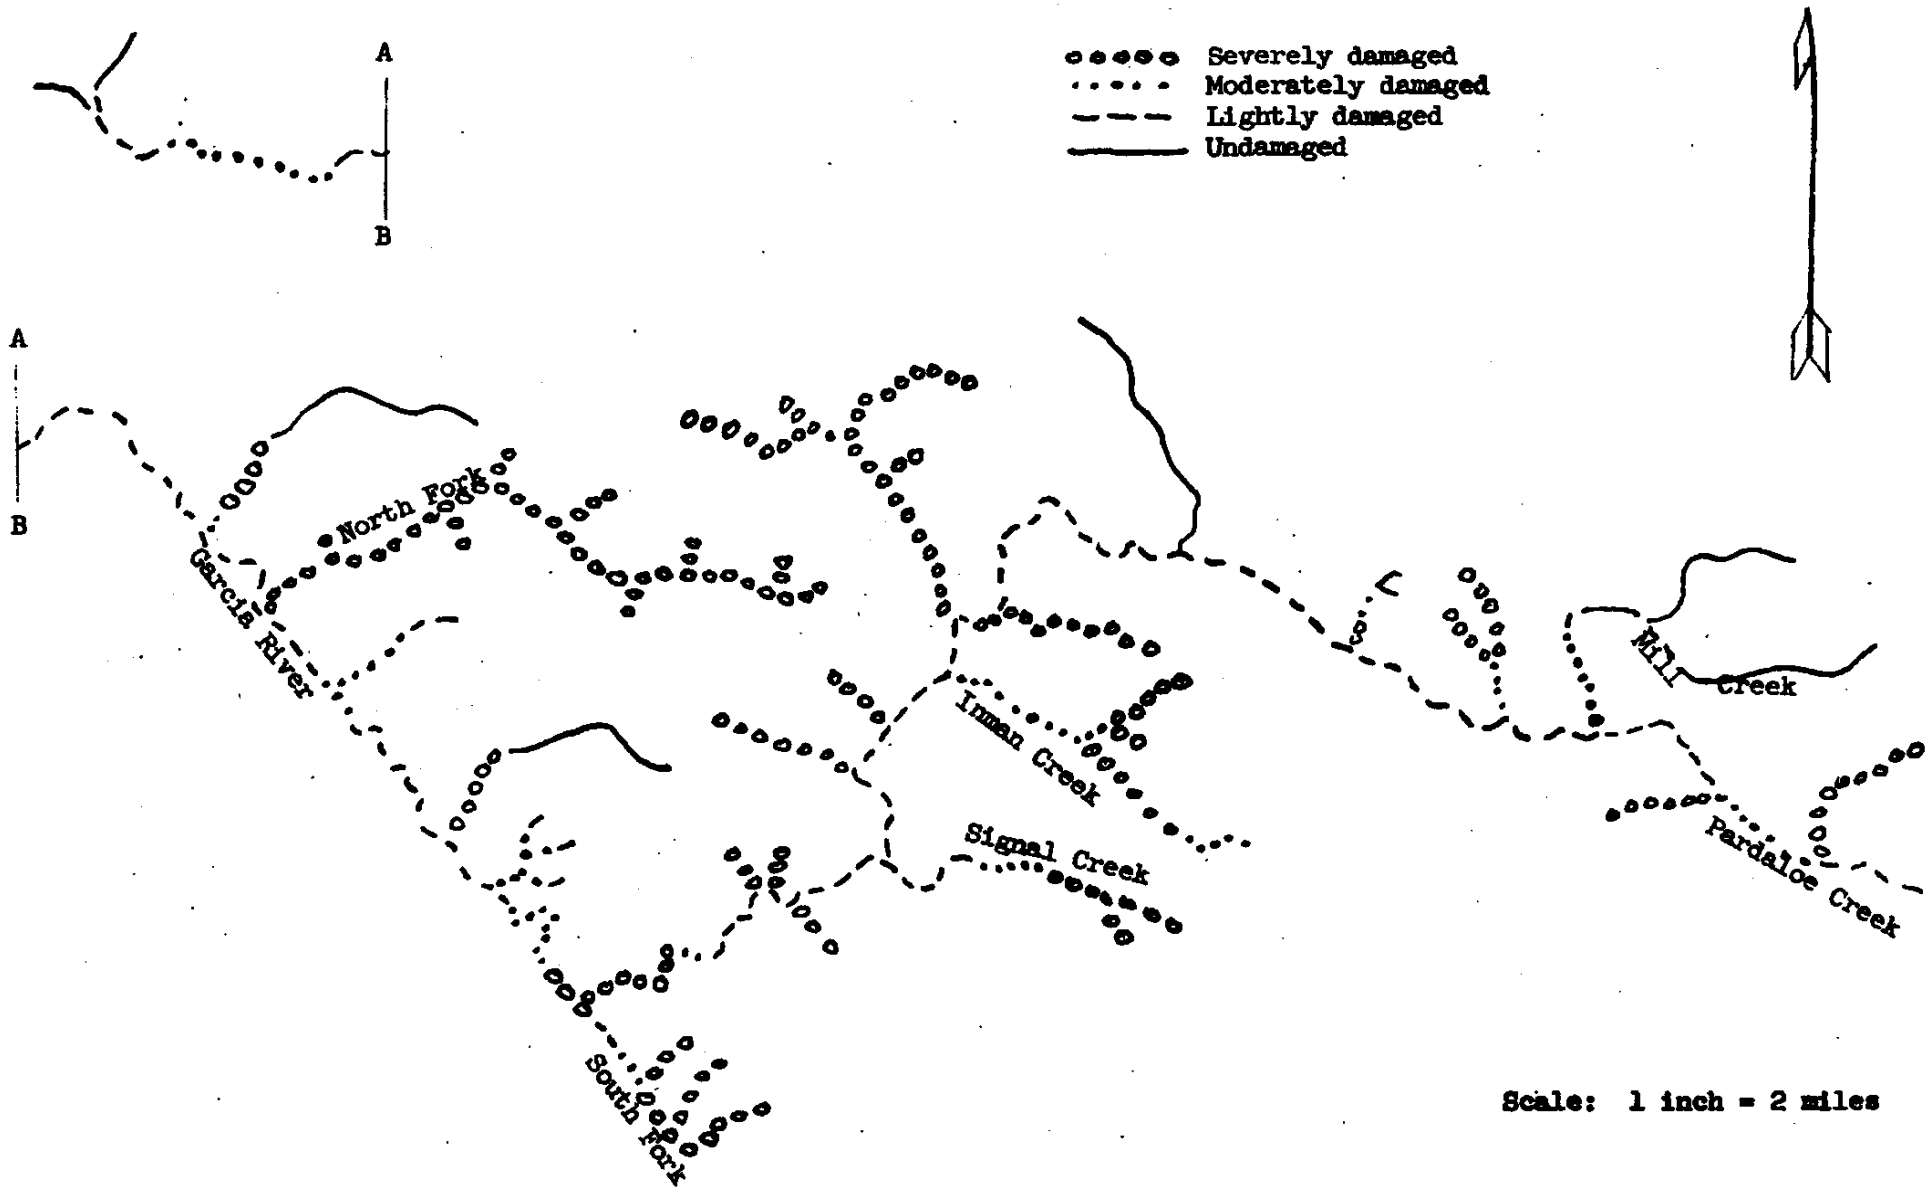 A
B
Severely damaged
Moderately damaged
Lightly damaged
Undamaged
A
B
North Fork
Garcia River
Mill Creek
Inman Creek
Signal Creek
Pardaloe Creek
South Fork
Scale: 1 inch = 2 miles